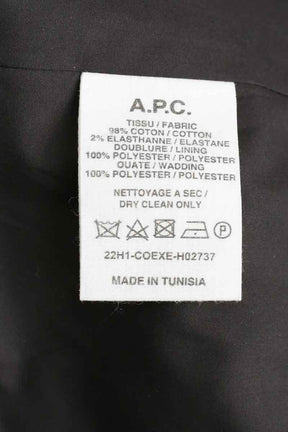 A.P.C.
TISSU / FABRIC
98% COTON / COTTON
2% ELASTHANNE / ELASTANE
DOUBLURE / LINING
100% POLYESTER / POLYESTER
OUATE / WADDING
100% POLYESTER / POLYESTER
NETTOYAGE A SEC /
DRY CLEAN ONLY
P
22H1-COEXE-H02737
MADE IN TUNISIA